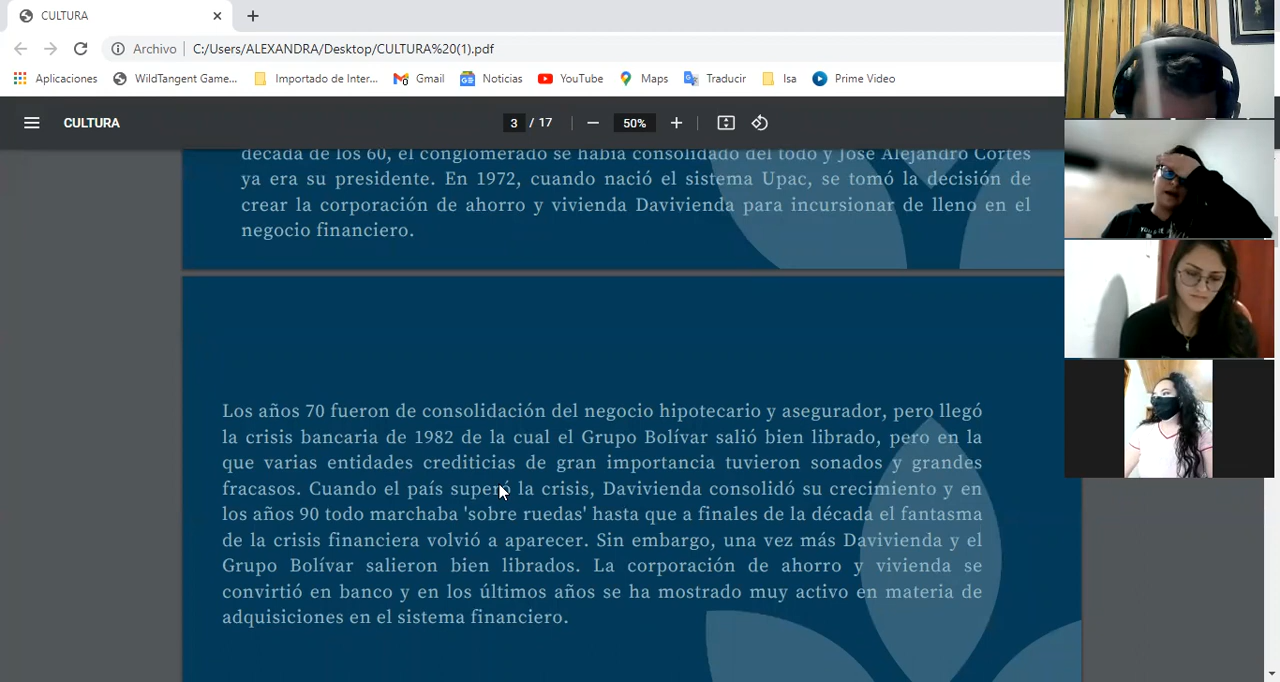 CULTURA
Archivo C:/Users/ALEXANDRA/Desktop/CULTURA%20(1).pdf
Aplicaciones WildTangent Game... Importado de Inter... Gmail Noticias YouTube Maps Traducir Isa Prime Video
CULTURA 3 / 17 50%
década de los 60, el conglomerado se había consolidado del todo y José Alejandro Cortés
ya era su presidente. En 1972, cuando nació el sistema Upac, se tomó la decisión de
crear la corporación de ahorro y vivienda Davivienda para incursionar de lleno en el
negocio financiero.
Los años 70 fueron de consolidación del negocio hipotecario y asegurador, pero llegó
la crisis bancaria de 1982 de la cual el Grupo Bolívar salió bien librado, pero en la
que varias entidades crediticias de gran importancia tuvieron sonados y grandes
fracasos. Cuando el país superó la crisis, Davivienda consolidó su crecimiento y en
los años 90 todo marchaba 'sobre ruedas' hasta que a finales de la década el fantasma
de la crisis financiera volvió a aparecer. Sin embargo, una vez más Davivienda y el
Grupo Bolívar salieron bien librados. La corporación de ahorro y vivienda se
convirtió en banco y en los últimos años se ha mostrado muy activo en materia de
adquisiciones en el sistema financiero.